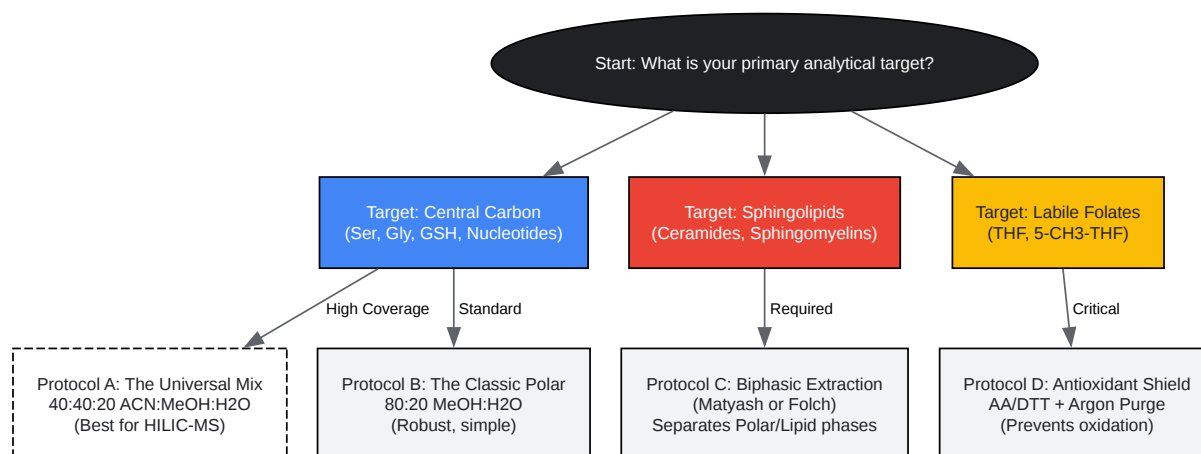 Start: What is your primary analytical target?
Target: Central Carbon
(Ser, Gly, GSH, Nucleotides)
Target: Sphingolipids
(Ceramides, Sphingomyelins)
Target: Labile Folates
(THF, 5-CH3-THF)
High Coverage
Standard
Required
Critical
Protocol A: The Universal Mix
40:40:20 ACN:MeOH:H2O
(Best for HILIC-MS)
Protocol B: The Classic Polar
80:20 MeOH:H2O
(Robust, simple)
Protocol C: Biphasic Extraction
(Matyash or Folch)
Separates Polar/Lipid phases
Protocol D: Antioxidant Shield
AA/DTT + Argon Purge
(Prevents oxidation)